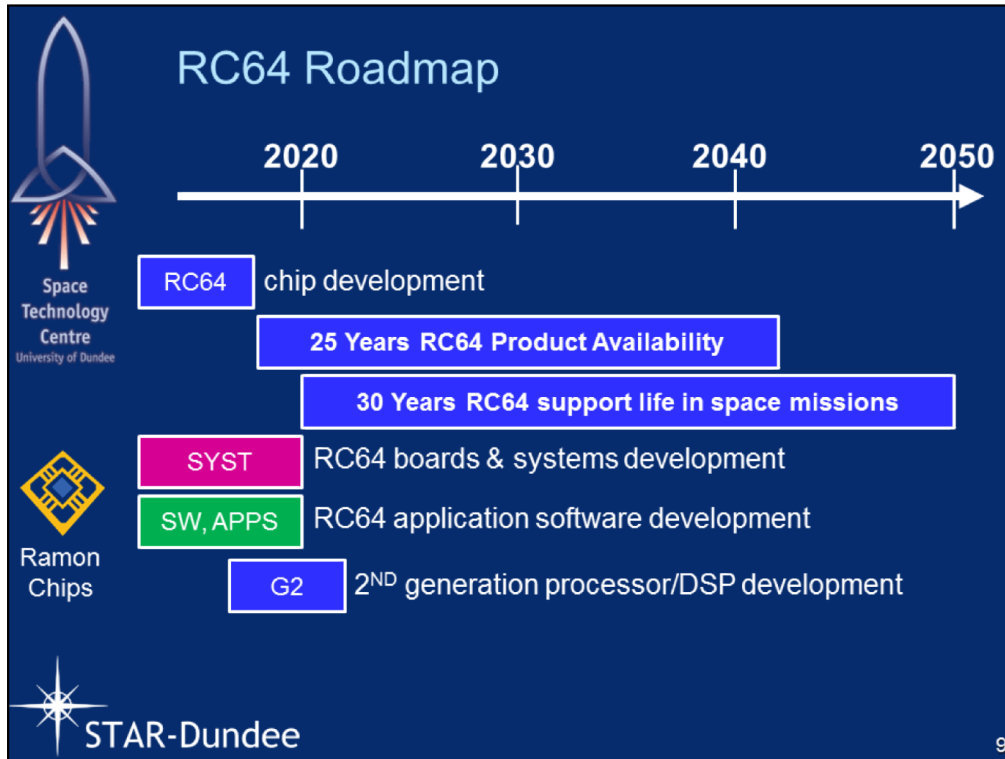 RC64 Roadmap
2020 2030 2040 2050
Space
Technology
Centre
University of Dundee
RC64 chip development
25 Years RC64 Product Availability
30 Years RC64 support life in space missions
SYST RC64 boards & systems development
SW, APPS RC64 application software development
Ramon
Chips
G2 2ND generation processor/DSP development
STAR-Dundee
9